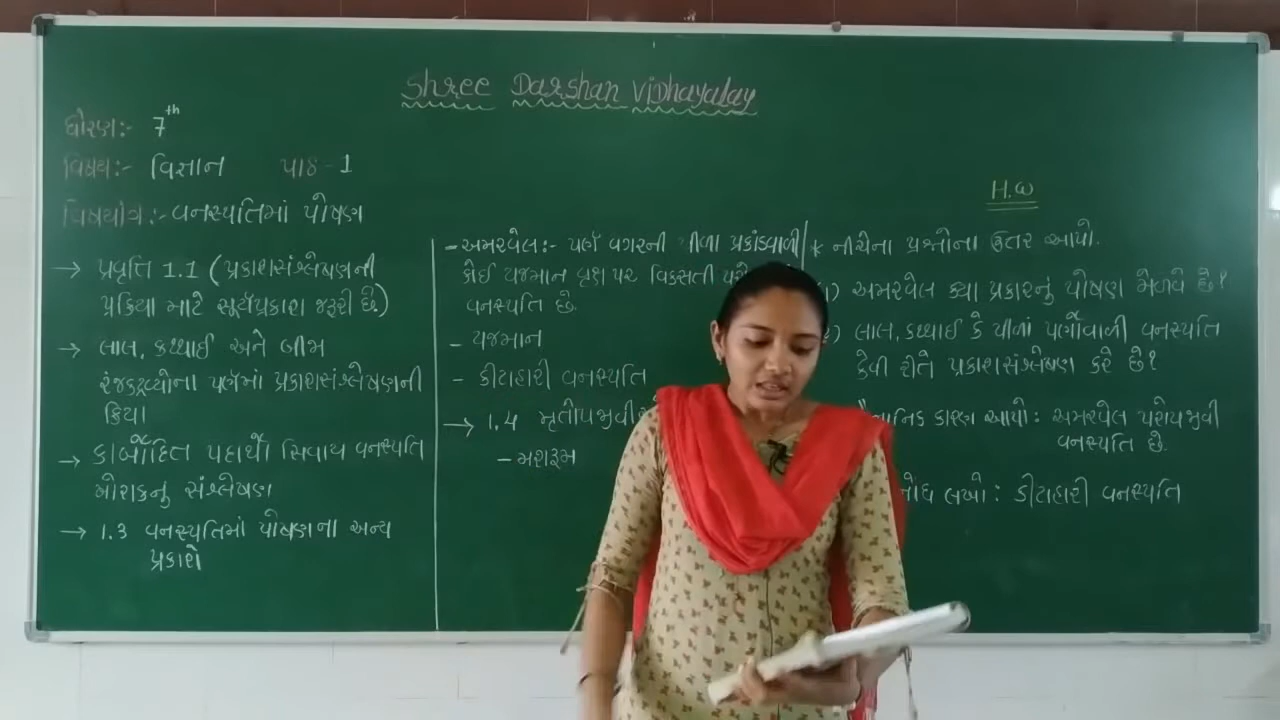 Shree Darshan Vidhayalay
ધોરણ:- 7th
વિષય:- વિજ્ઞાન પાઠ-1
વિષયાંગ:- વનસ્પતિમાં પોષણ
→ પ્રવૃત્તિ 1.1 (પ્રકાશસંશ્લેષણની
પ્રક્રિયા માટે સૂર્યપ્રકાશ જરૂરી છે.)
→ લાલ, કથ્થાઈ અને બીમ
રંજકદ્રવ્યોના પર્ણમાં પ્રકાશસંશ્લેષણની
ક્રિયા
→ કાર્બોદિત પદાર્થો સિવાય વનસ્પતિ
ખોરાકનુ સંશ્લેષણ
→ 1.3 વનસ્પતિમાં પોષણના અન્ય
પ્રકારો
- અમરવેલ:- પર્ણ વગરની પીળા પ્રકાંડવાળી
કોઈ યજમાન વૃક્ષ પર વિકસતી
વનસ્પતિ છે.
- યજમાન
- કીટાહારી વનસ્પતિ
→ 1.4 મૃતોપજીવી
- મશરૂમ
H.W
* નીચેના પ્રશ્નોના ઉત્તર આપો.
1) અમરવેલ ક્યા પ્રકારનું પોષણ મેળવે છે?
2) લાલ, કથ્થાઈ કે પીળાં પર્ણોવાળી વનસ્પતિ
કેવી રીતે પ્રકાશસંશ્લેષણ કરે છે?
કારણ આપો: અમરવેલ પરોપજીવી
વનસ્પતિ છે.
નોંધ લખો: કીટાહારી વનસ્પતિ